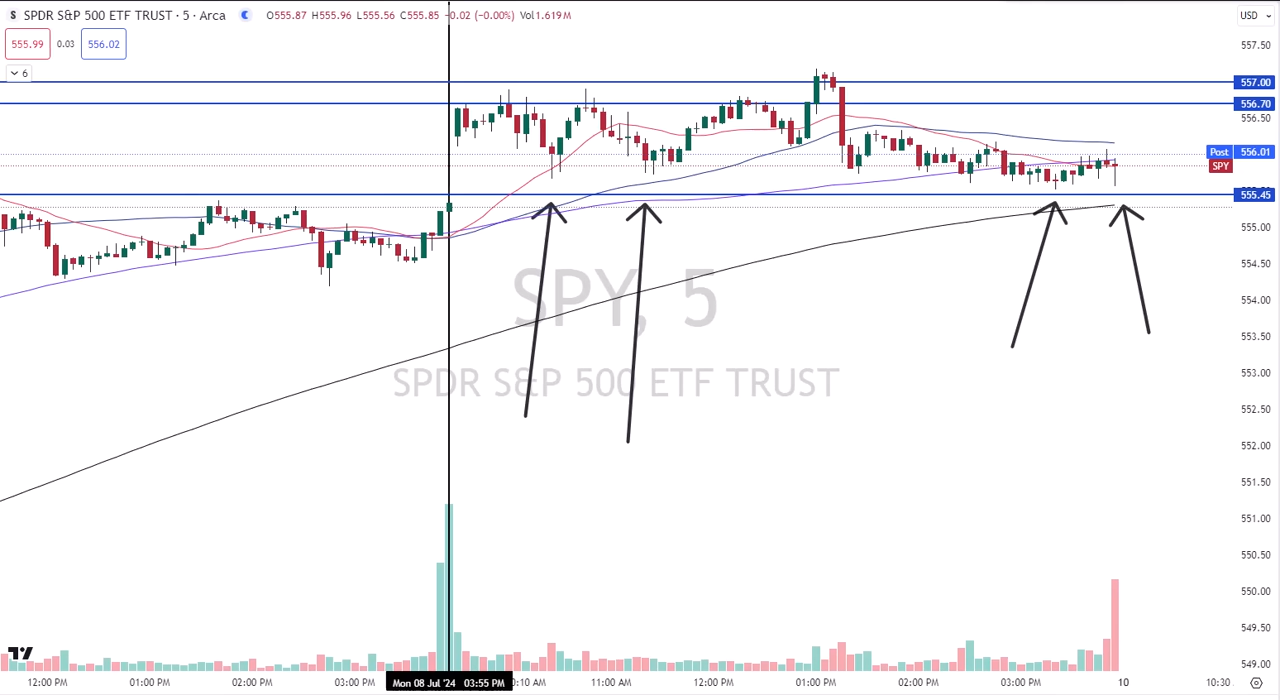 S SPDR S&P 500 ETF TRUST · 5 · Arca O555.87 H555.96 L555.56 C555.85 -0.02 (-0.00%) Vol1.619M
USD
555.99 0.03 556.02
6
557.50
557.00
556.70
556.50
Post 556.01
SPY
555.45
555.00
554.50
554.00
553.50
553.00
552.50
552.00
551.50
551.00
550.50
550.00
549.50
549.00
SPY, 5
SPDR S&P 500 ETF TRUST
12:00 PM 01:00 PM 02:00 PM 03:00 PM Mon 08 Jul '24 03:55 PM 0:10 AM 11:00 AM 12:00 PM 01:00 PM 02:00 PM 03:00 PM 10 10:30